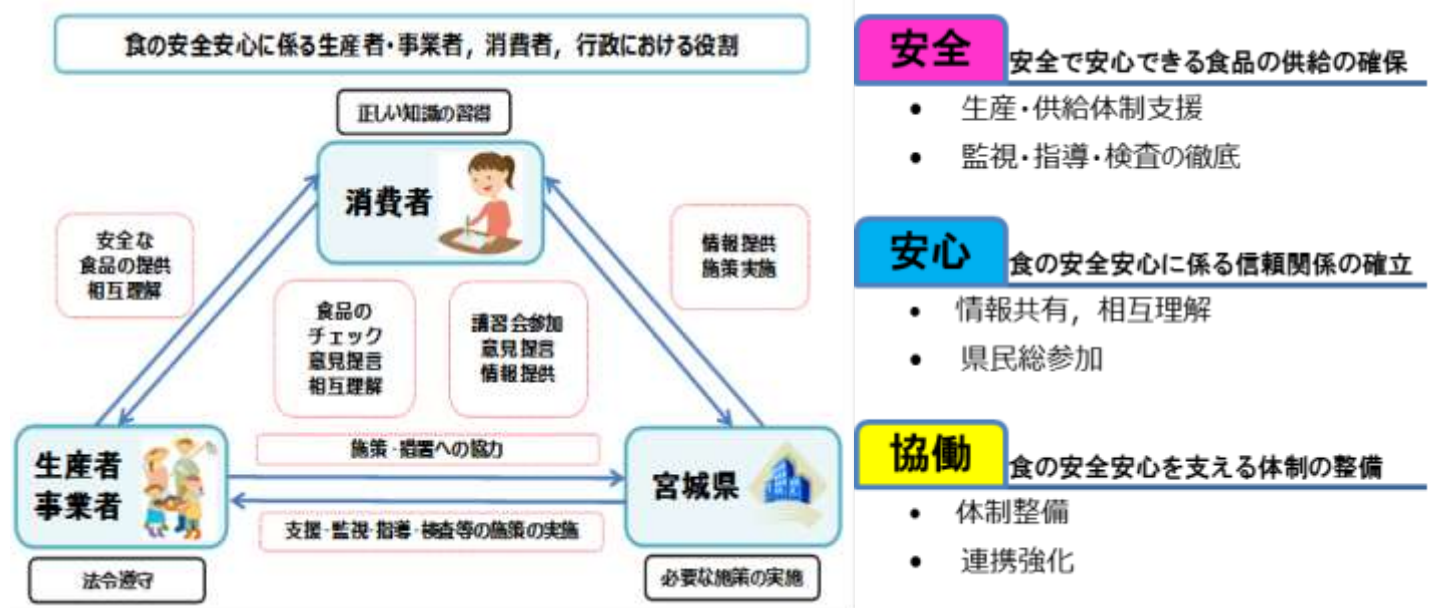 食の安全安心に係る生産者・事業者，消費者，行政における役割
正しい知識の習得
消費者
安全な
食品の提供
相互理解
情報提供
施策実施
食品の
チェック
意見提言
相互理解
講習会参加
意見提言
情報提供
施策・措置への協力
生産者
事業者
宮城県
支援・監視・指導・検査等の施策の実施
法令遵守
必要な施策の実施
安全
安全で安心できる食品の供給の確保
• 生産・供給体制支援
• 監視・指導・検査の徹底
安心
食の安全安心に係る信頼関係の確立
• 情報共有，相互理解
• 県民総参加
協働
食の安全安心を支える体制の整備
• 体制整備
• 連携強化